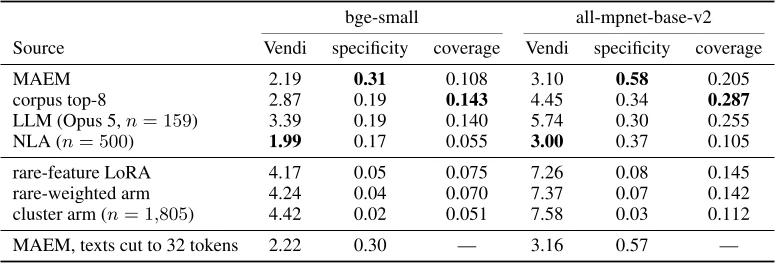 bge-small all-mpnet-base-v2
Source Vendi specificity coverage Vendi specificity coverage
MAEM 2.19 0.31 0.108 3.10 0.58 0.205
corpus top-8 2.87 0.19 0.143 4.45 0.34 0.287
LLM (Opus 5, n = 159) 3.39 0.19 0.140 5.74 0.30 0.255
NLA (n = 500) 1.99 0.17 0.055 3.00 0.37 0.105
rare-feature LoRA 4.17 0.05 0.075 7.26 0.08 0.145
rare-weighted arm 4.24 0.04 0.070 7.37 0.07 0.142
cluster arm (n = 1,805) 4.42 0.02 0.051 7.58 0.03 0.112
MAEM, texts cut to 32 tokens 2.22 0.30 — 3.16 0.57 —